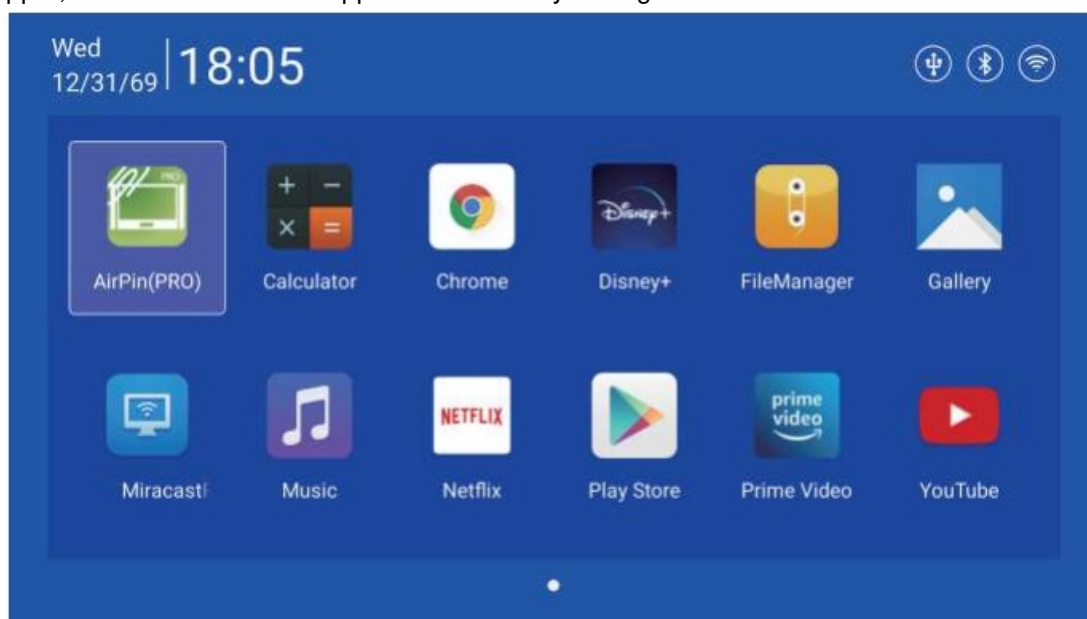 Wed
12/31/69
18:05
PRO
AirPin(PRO)
Calculator
Chrome
Disney+
Disney+
FileManager
Gallery
NETFLIX
prime
video
Miracast
Music
Netflix
Play Store
Prime Video
YouTube